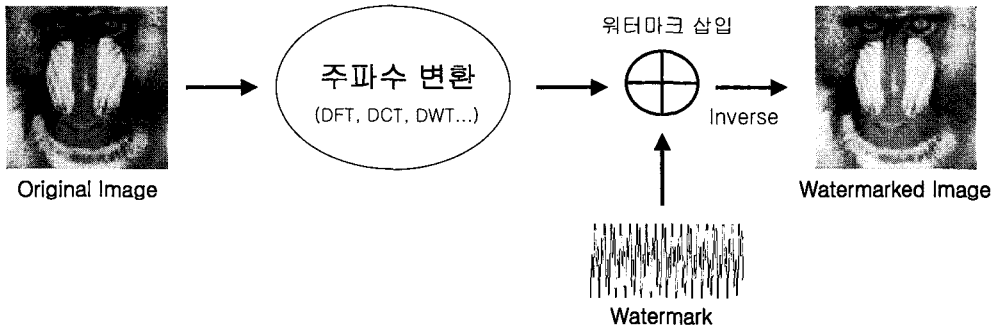 워터마크 삽입
주파수 변환
(DFT, DCT, DWT...)
Inverse
Original Image
Watermarked Image
Watermark